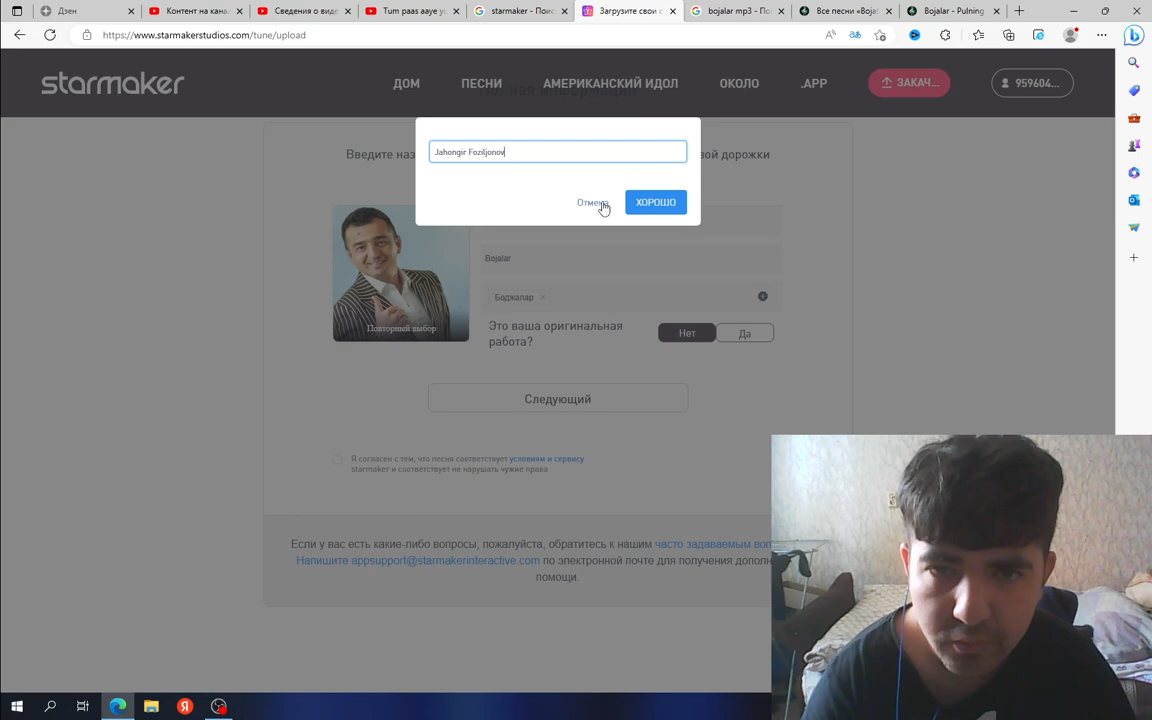 Дзен
Контент на кана
Сведения о виде
Tum paas aaye y
starmaker - Поис
Загрузите свои с
bojalar mp3 - По
Все песни «Boja
Bojalar - Pulning
https://www.starmakerstudios.com/tune/upload
starmaker
ДОМ
ПЕСНИ
АМЕРИКАНСКИЙ ИДОЛ
ОКОЛО
.APP
ЗАКАЧ...
959604...
Полная информация
Введите наз
вой дорожки
Jahongir Foziljonov
Отмена
ХОРОШО
Bojalar
Боджалар
Повторный выбор
Это ваша оригинальная
работа?
Нет
Да
Следующий
Я согласен с тем, что песня соответствует условиям и сервису
starmaker и соответствует не нарушать чужие права
Если у вас есть какие-либо вопросы, пожалуйста, обратитесь к нашим часто задаваемым воп
Напишите appsupport@starmakerinteractive.com по электронной почте для получения дополн
помощи.